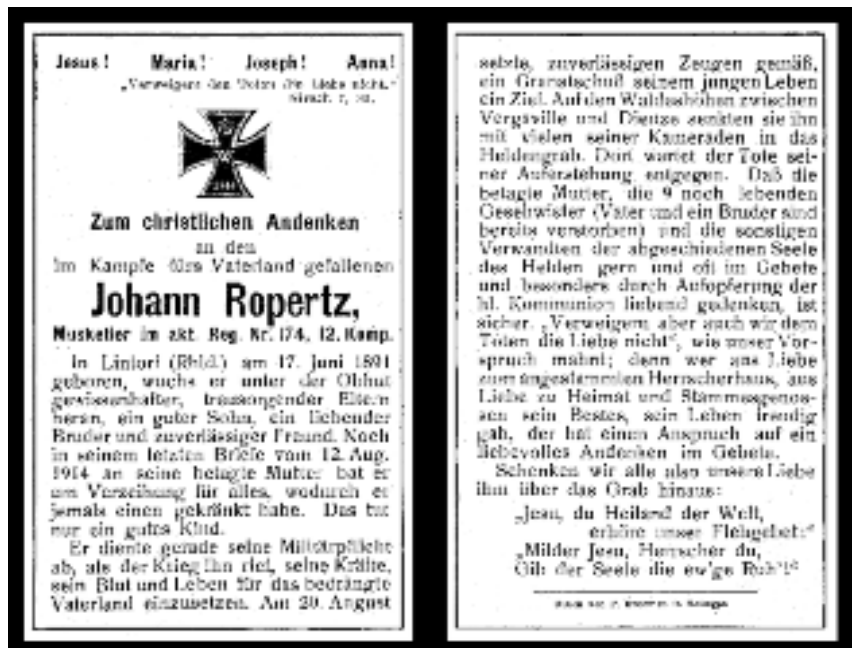 Jesus! Maria! Joseph! Anna!
„Verweigere den Toten die Liebe nicht.“
1914
Zum christlichen Andenken
an den
im Kampfe fürs Vaterland gefallenen
Johann Ropertz,
Musketier im akt. Reg. Nr. 174, 12. Komp.
In Lintorf (Rhld.) am 17. Juni 1891
geboren, wuchs er unter der Obhut
gewissenhafter, treusorgender Eltern
heran, ein guter Sohn, ein liebender
Bruder und zuverlässiger Freund. Noch
in seinem letzten Briefe vom 12. Aug.
1914 an seine betagte Mutter bat er
um Verzeihung für alles, wodurch er
jemals einen gekränkt habe. Das tut
nur ein gutes Kind.
Er diente gerade seine Militärpflicht
ab, als der Krieg ihn rief, seine Kräfte,
sein Blut und Leben für das bedrängte
Vaterland einzusetzen. Am 20. August
setzte, zuverlässigen Zeugen gemäß,
ein Granatschuß seinem jungen Leben
ein Ziel. Auf den Waldeshöhen zwischen
Vergaville und Dieuze senkten sie ihn
mit vielen seiner Kameraden in das
Heldengrab. Dort wartet der Tote sei-
ner Auferstehung entgegen. Daß die
betagte Mutter, die 9 noch lebenden
Geschwister (Vater und ein Bruder sind
bereits verstorben) und die sonstigen
Verwandten der abgeschiedenen Seele
des Helden gern und oft im Gebete
und besonders durch Aufopferung der
hl. Kommunion liebend gedenken, ist
sicher. „Verweigern aber auch wir dem
Toten die Liebe nicht“, wie unser Vor-
spruch mahnt; denn wer aus Liebe
zum angestammten Herrscherhaus, aus
Liebe zu Heimat und Stammesgenos-
sen sein Bestes, sein Leben freudig
gab, der hat einen Anspruch auf ein
liebevolles Andenken im Gebete.
Schenken wir alle also unsere Liebe
ihm über das Grab hinaus:
„Jesu, du Heiland der Welt,
erhöre unser Flehgebet:“
„Milder Jesu, Herrscher du,
Gib der Seele die ew'ge Ruh'!“